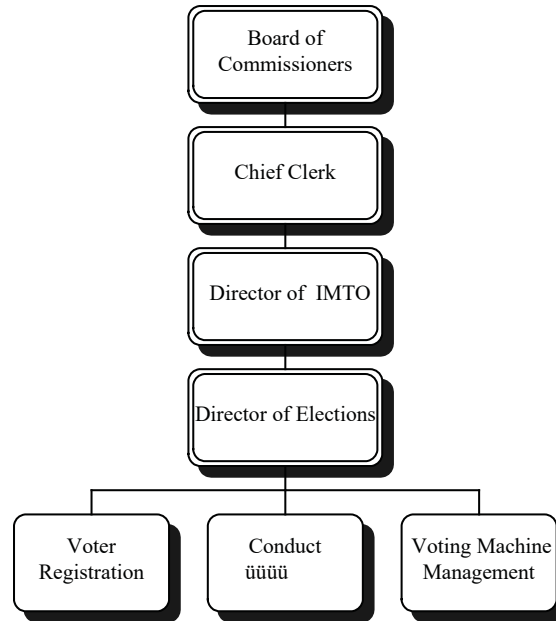 Board of
Commissioners
Chief Clerk
Director of IMTO
Director of Elections
Voter
Registration
Conduct
üüüü
Voting Machine
Management